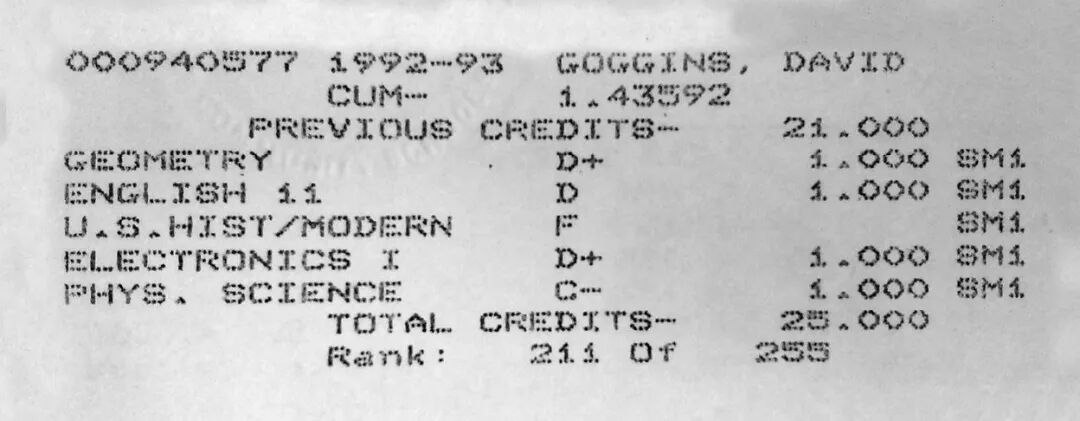 000940577 1992-93 GOGGINS, DAVID
CUM- 1.43592
PREVIOUS CREDITS- 21.000
GEOMETRY D+ 1.000 SM1
ENGLISH 11 D 1.000 SM1
U.S.HIST/MODERN F SM1
ELECTRONICS I D+ 1.000 SM1
PHYS. SCIENCE C- 1.000 SM1
TOTAL CREDITS- 25.000
Rank: 211 Of 255